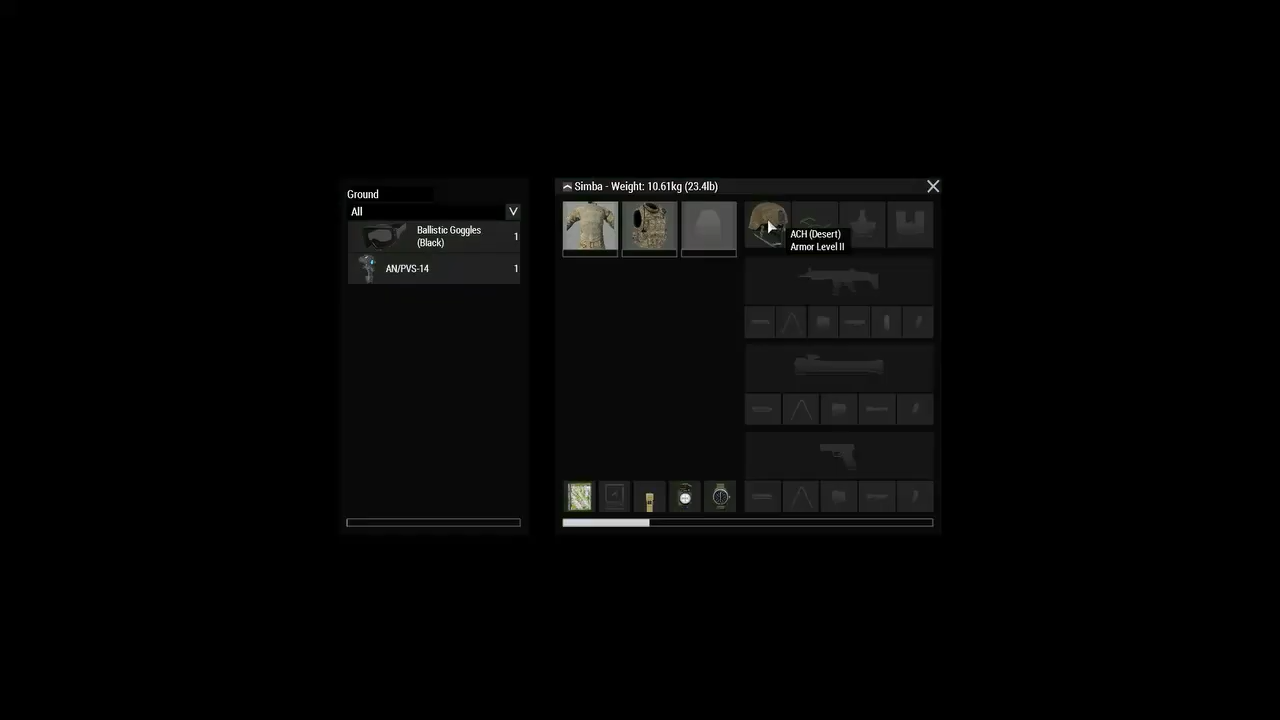 Ground
All
Ballistic Goggles
(Black)
1
AN/PVS-14
1
Simba - Weight: 10.61kg (23.4lb)
ACH (Desert)
Armor Level II